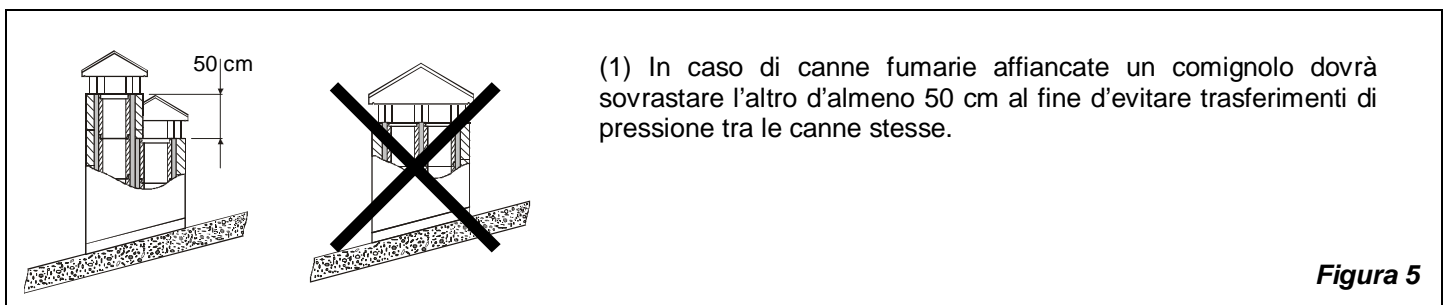 50 cm
(1) In caso di canne fumarie affiancate un comignolo dovrà
sovrastare l'altro d'almeno 50 cm al fine d'evitare trasferimenti di
pressione tra le canne stesse.
Figura 5